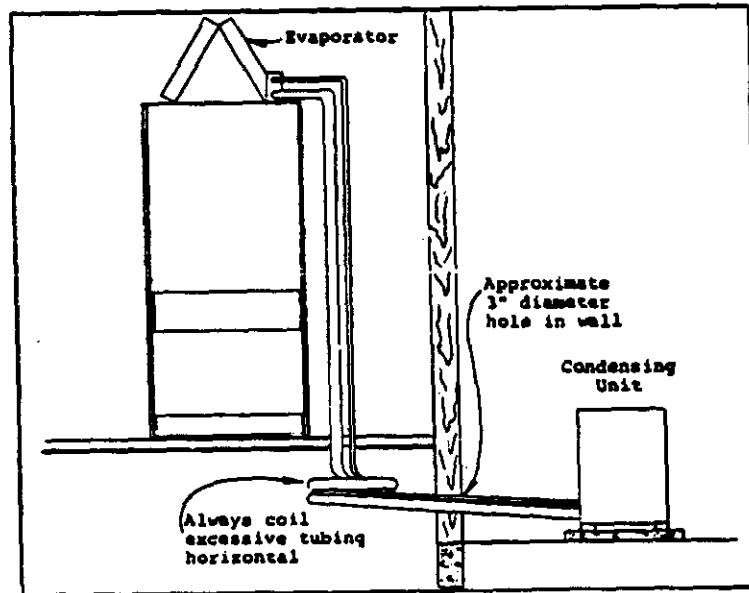 Evaporator
Approximate
3" diameter
hole in wall
Condensing
Unit
Always coil
excessive tubing
horizontal